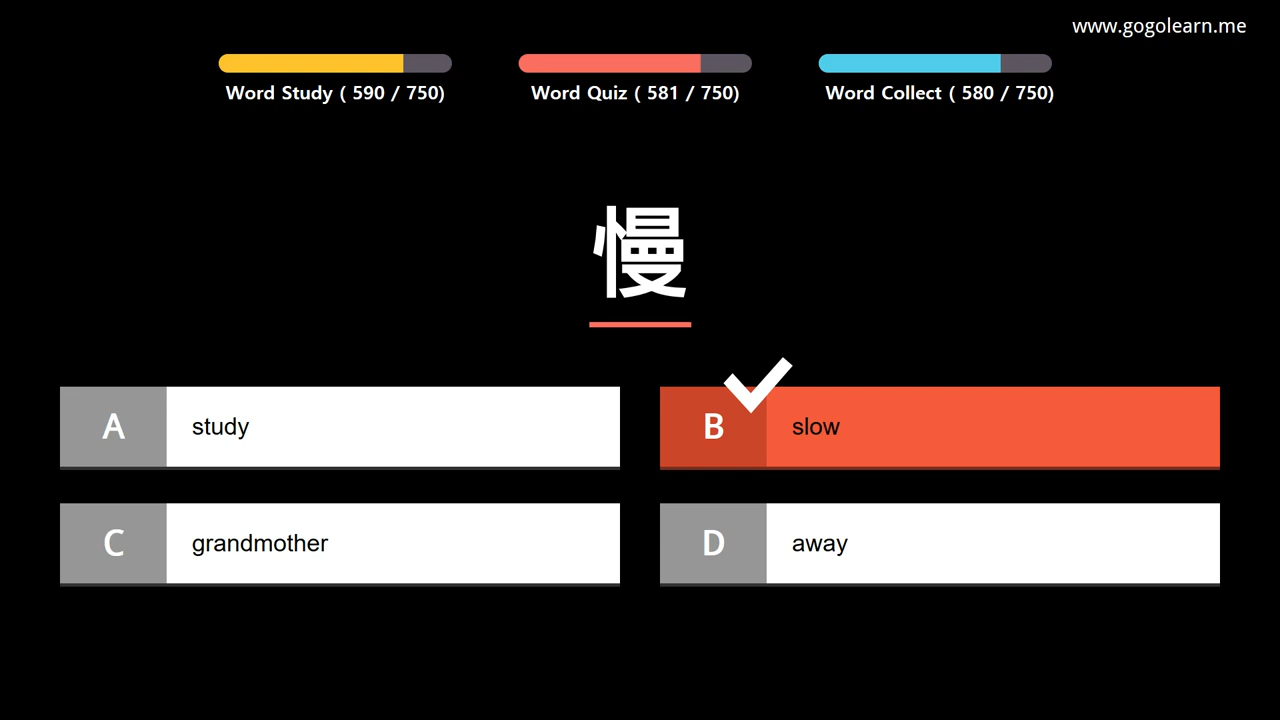 www.gogolearn.me
Word Study ( 590 / 750)
Word Quiz ( 581 / 750)
Word Collect ( 580 / 750)
慢
A study
B slow
C grandmother
D away